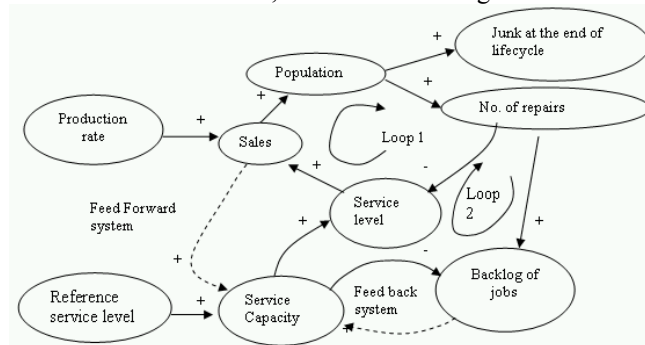 Junk at the end of
lifecycle
Population
No. of repairs
Production
rate
Sales
Loop 1
Feed Forward
system
Service
level
Loop
2
Reference
service level
Service
Capacity
Feed back
system
Backlog of
jobs
+
+
+
+
+
-
+
+
+
-
+
+